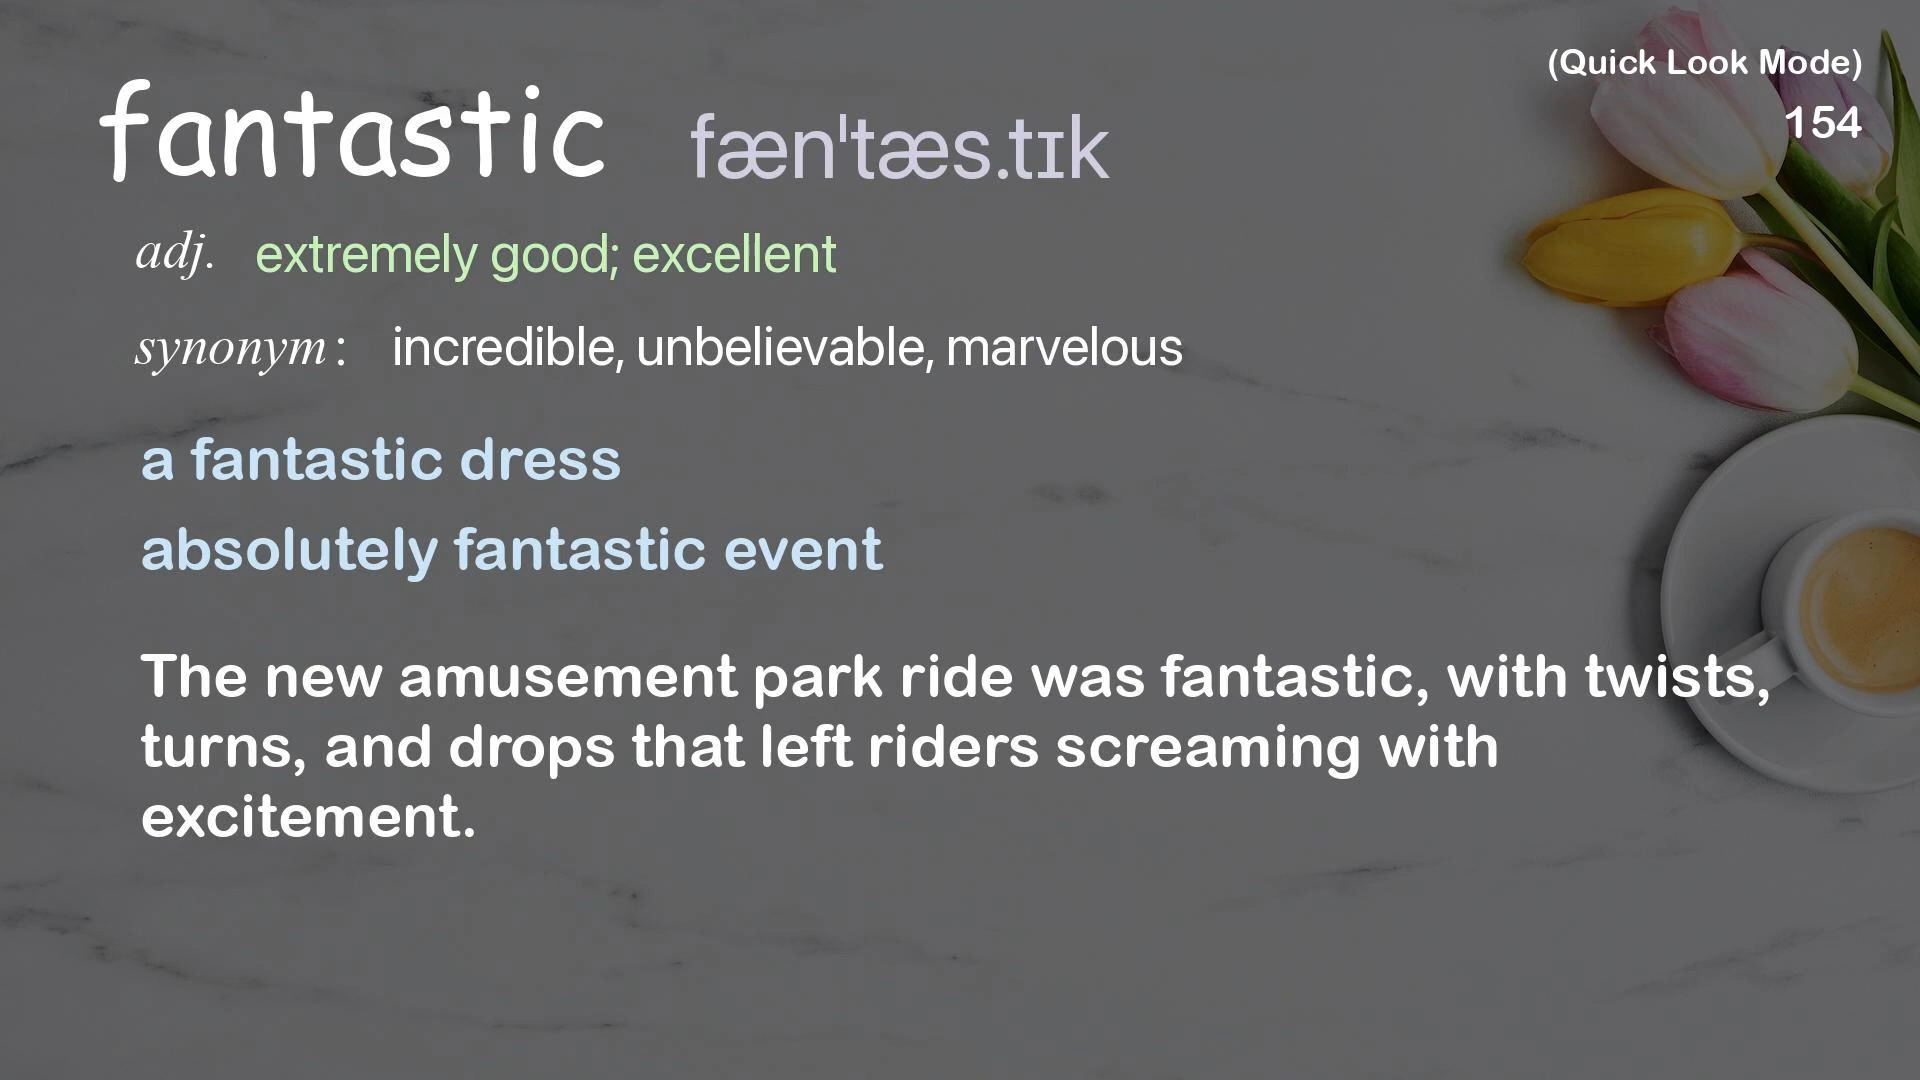 (Quick Look Mode)
154
fantastic fæn'tæs.tɪk
adj. extremely good; excellent
synonym: incredible, unbelievable, marvelous
a fantastic dress
absolutely fantastic event
The new amusement park ride was fantastic, with twists,
turns, and drops that left riders screaming with
excitement.